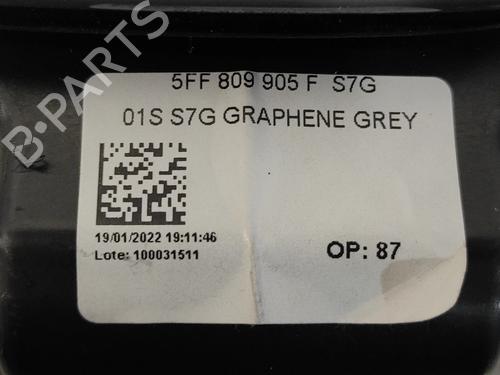 5FF 809 905 F S7G
01S S7G GRAPHENE GREY
19/01/2022 19:11:46
Lote: 100031511
OP: 87
B-PARTS